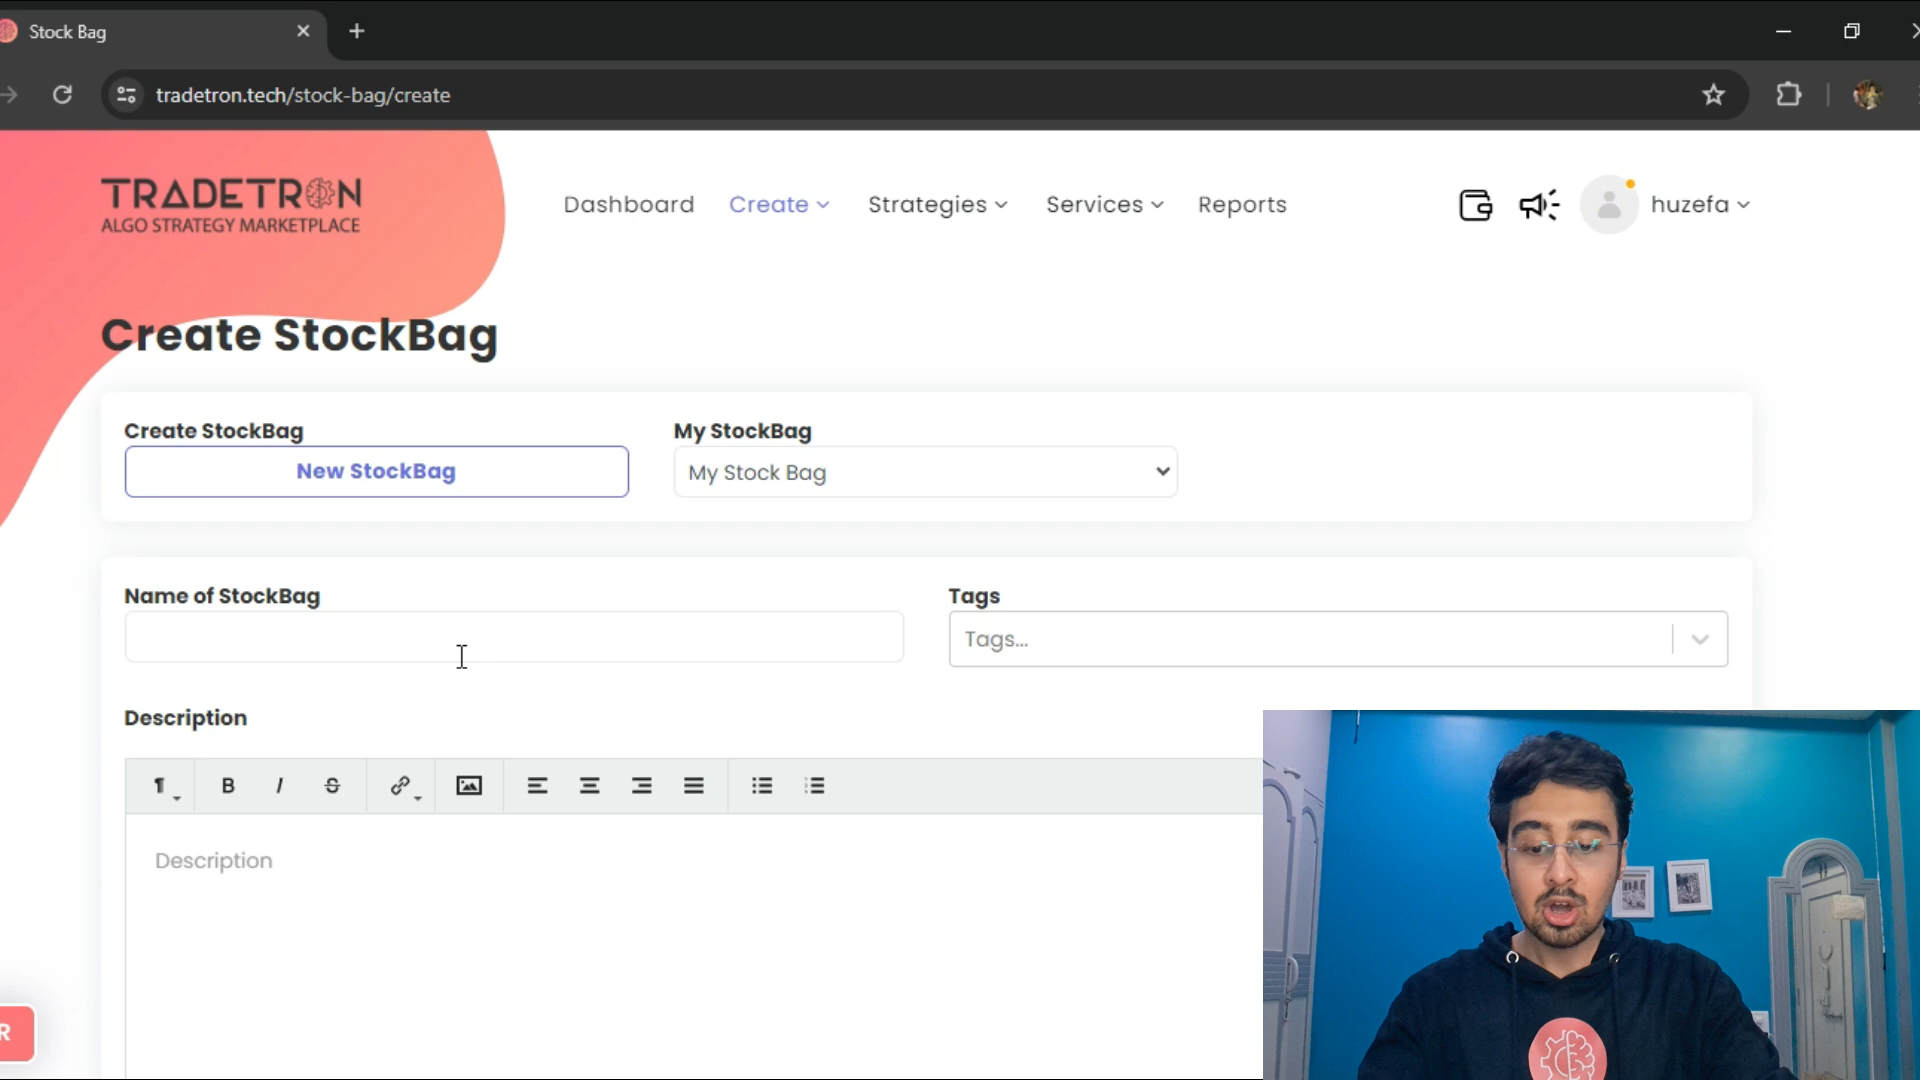 Stock Bag
tradetron.tech/stock-bag/create
TRADETRON
ALGO STRATEGY MARKETPLACE
Dashboard
Create
Strategies
Services
Reports
huzefa
Create StockBag
Create StockBag
My StockBag
New StockBag
My Stock Bag
Name of StockBag
Tags
Tags...
Description
B
I
S
Description
R